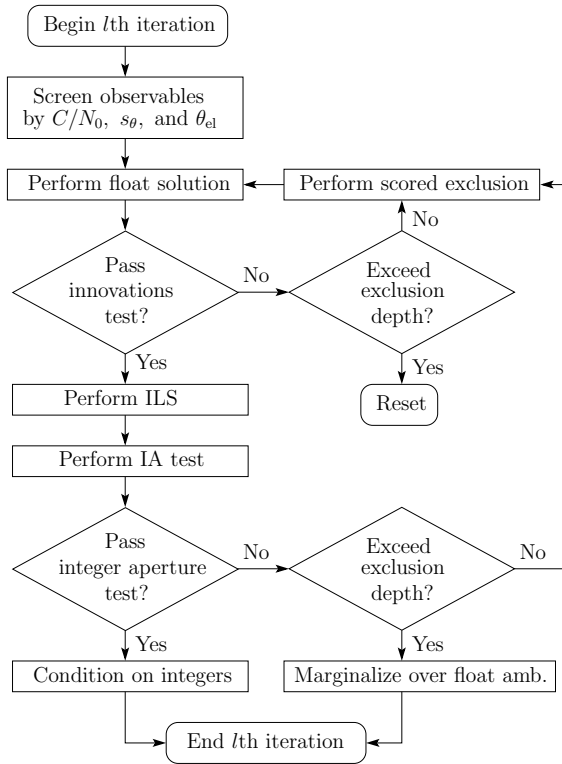 Begin lth iteration
Screen observables
by C/N₀, s_θ, and θ_el
Perform float solution
Perform scored exclusion
Pass
innovations
test?
No
Exceed
exclusion
depth?
No
Yes
Yes
Reset
Perform ILS
Perform IA test
Pass
integer aperture
test?
No
Exceed
exclusion
depth?
No
Yes
Yes
Condition on integers
Marginalize over float amb.
End lth iteration